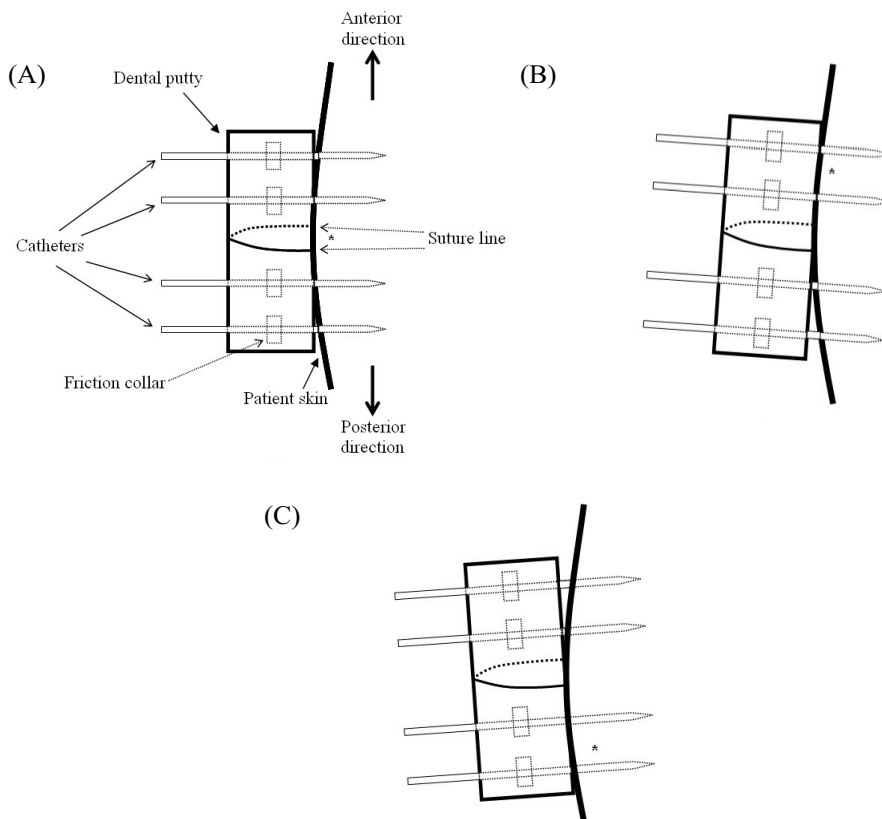 Anterior
direction
(A)
(B)
Dental putty
Catheters
*
Suture line
*
Friction collar
Patient skin
Posterior
direction
(C)
*